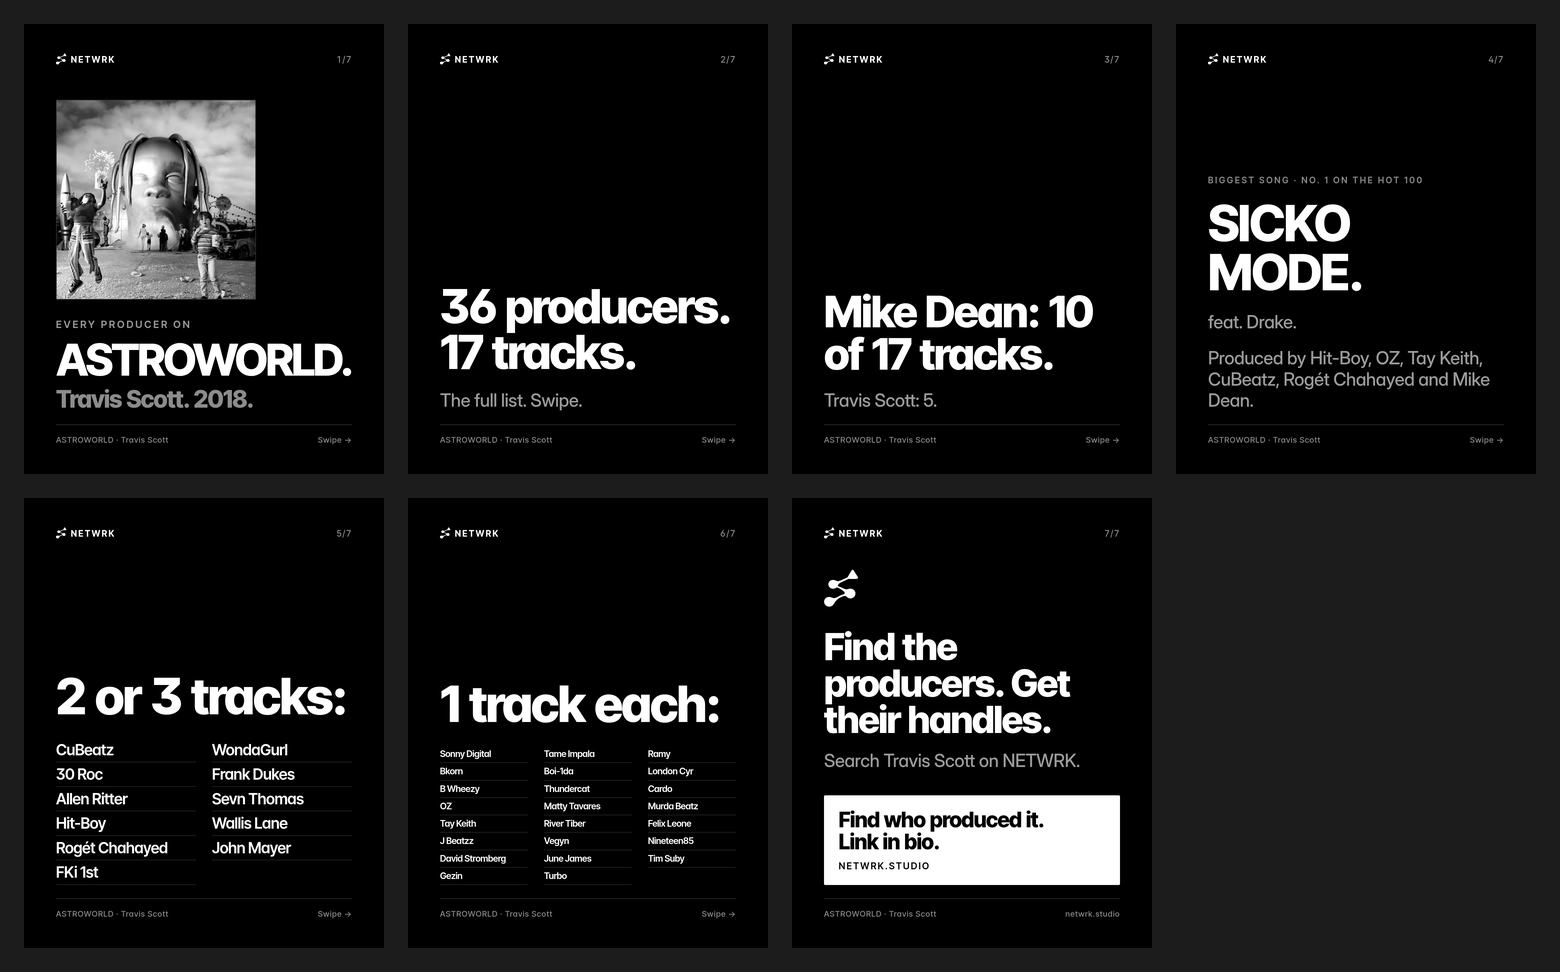 NETWRK
1/7
EVERY PRODUCER ON
ASTROWORLD.
Travis Scott. 2018.
ASTROWORLD · Travis Scott
Swipe →
NETWRK
2/7
36 producers.
17 tracks.
The full list. Swipe.
ASTROWORLD · Travis Scott
Swipe →
NETWRK
3/7
Mike Dean: 10
of 17 tracks.
Travis Scott: 5.
ASTROWORLD · Travis Scott
Swipe →
NETWRK
4/7
BIGGEST SONG · NO. 1 ON THE HOT 100
SICKO
MODE.
feat. Drake.
Produced by Hit-Boy, OZ, Tay Keith,
CuBeatz, Rogét Chahayed and Mike
Dean.
ASTROWORLD · Travis Scott
Swipe →
NETWRK
5/7
2 or 3 tracks:
CuBeatz
30 Roc
Allen Ritter
Hit-Boy
Rogét Chahayed
FKi 1st
WondaGurl
Frank Dukes
Sevn Thomas
Wallis Lane
John Mayer
ASTROWORLD · Travis Scott
Swipe →
NETWRK
6/7
1 track each:
Sonny Digital
Bkorn
B Wheezy
OZ
Tay Keith
J Beatzz
David Stromberg
Gezin
Tame Impala
Boi-1da
Thundercat
Matty Tavares
River Tiber
Vegyn
June James
Turbo
Ramy
London Cyr
Cardo
Murda Beatz
Felix Leone
Nineteen85
Tim Suby
ASTROWORLD · Travis Scott
Swipe →
NETWRK
7/7
Find the
producers. Get
their handles.
Search Travis Scott on NETWRK.
Find who produced it.
Link in bio.
NETWRK.STUDIO
ASTROWORLD · Travis Scott
netwrk.studio